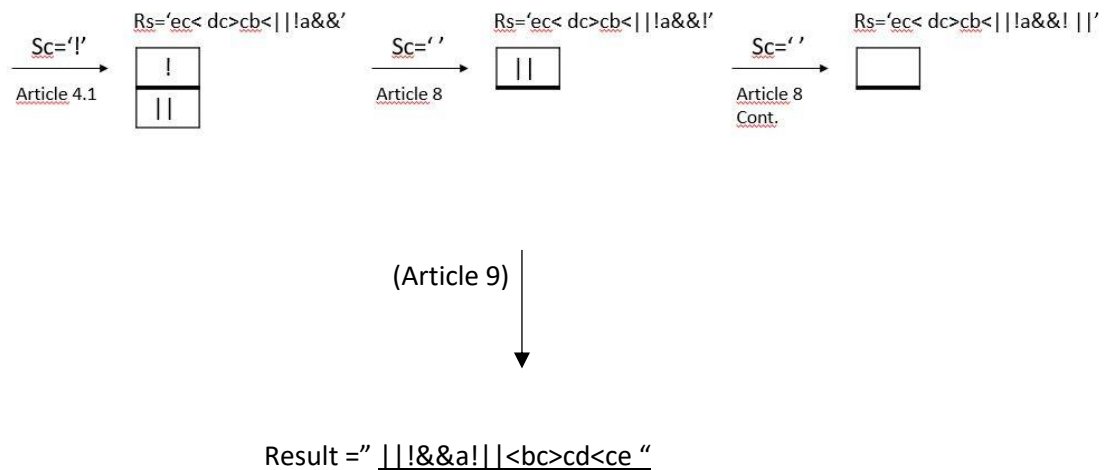 Rs='ec< dc>cb<||!a&&' Rs='ec< dc>cb<||!a&&!' Rs='ec< dc>cb<||!a&&! ||'
Sc='!' Sc=' ' Sc=' '
! || 
Article 4.1 Article 8 Article 8
|| Cont.
(Article 9)
Result =” ||!&&a!||<bc>cd<ce “